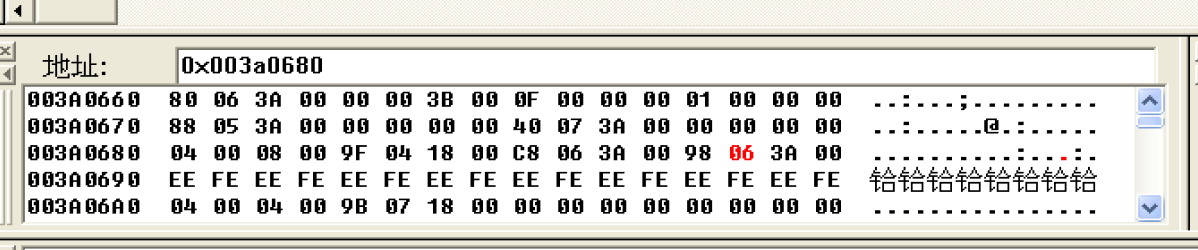 地址: 0x003a0680
003A0660 80 06 3A 00 00 00 3B 00 0F 00 00 00 01 00 00 00 ..:...;.........
003A0670 88 05 3A 00 00 00 00 00 40 07 3A 00 00 00 00 00 ..:.....@.:.....
003A0680 04 00 08 00 9F 04 18 00 C8 06 3A 00 98 06 3A 00 ..........:...:.
003A0690 EE FE EE FE EE FE EE FE EE FE EE FE EE FE EE FE 铪铪铪铪铪铪铪铪
003A06A0 04 00 04 00 9B 07 18 00 00 00 00 00 00 00 00 00 ................